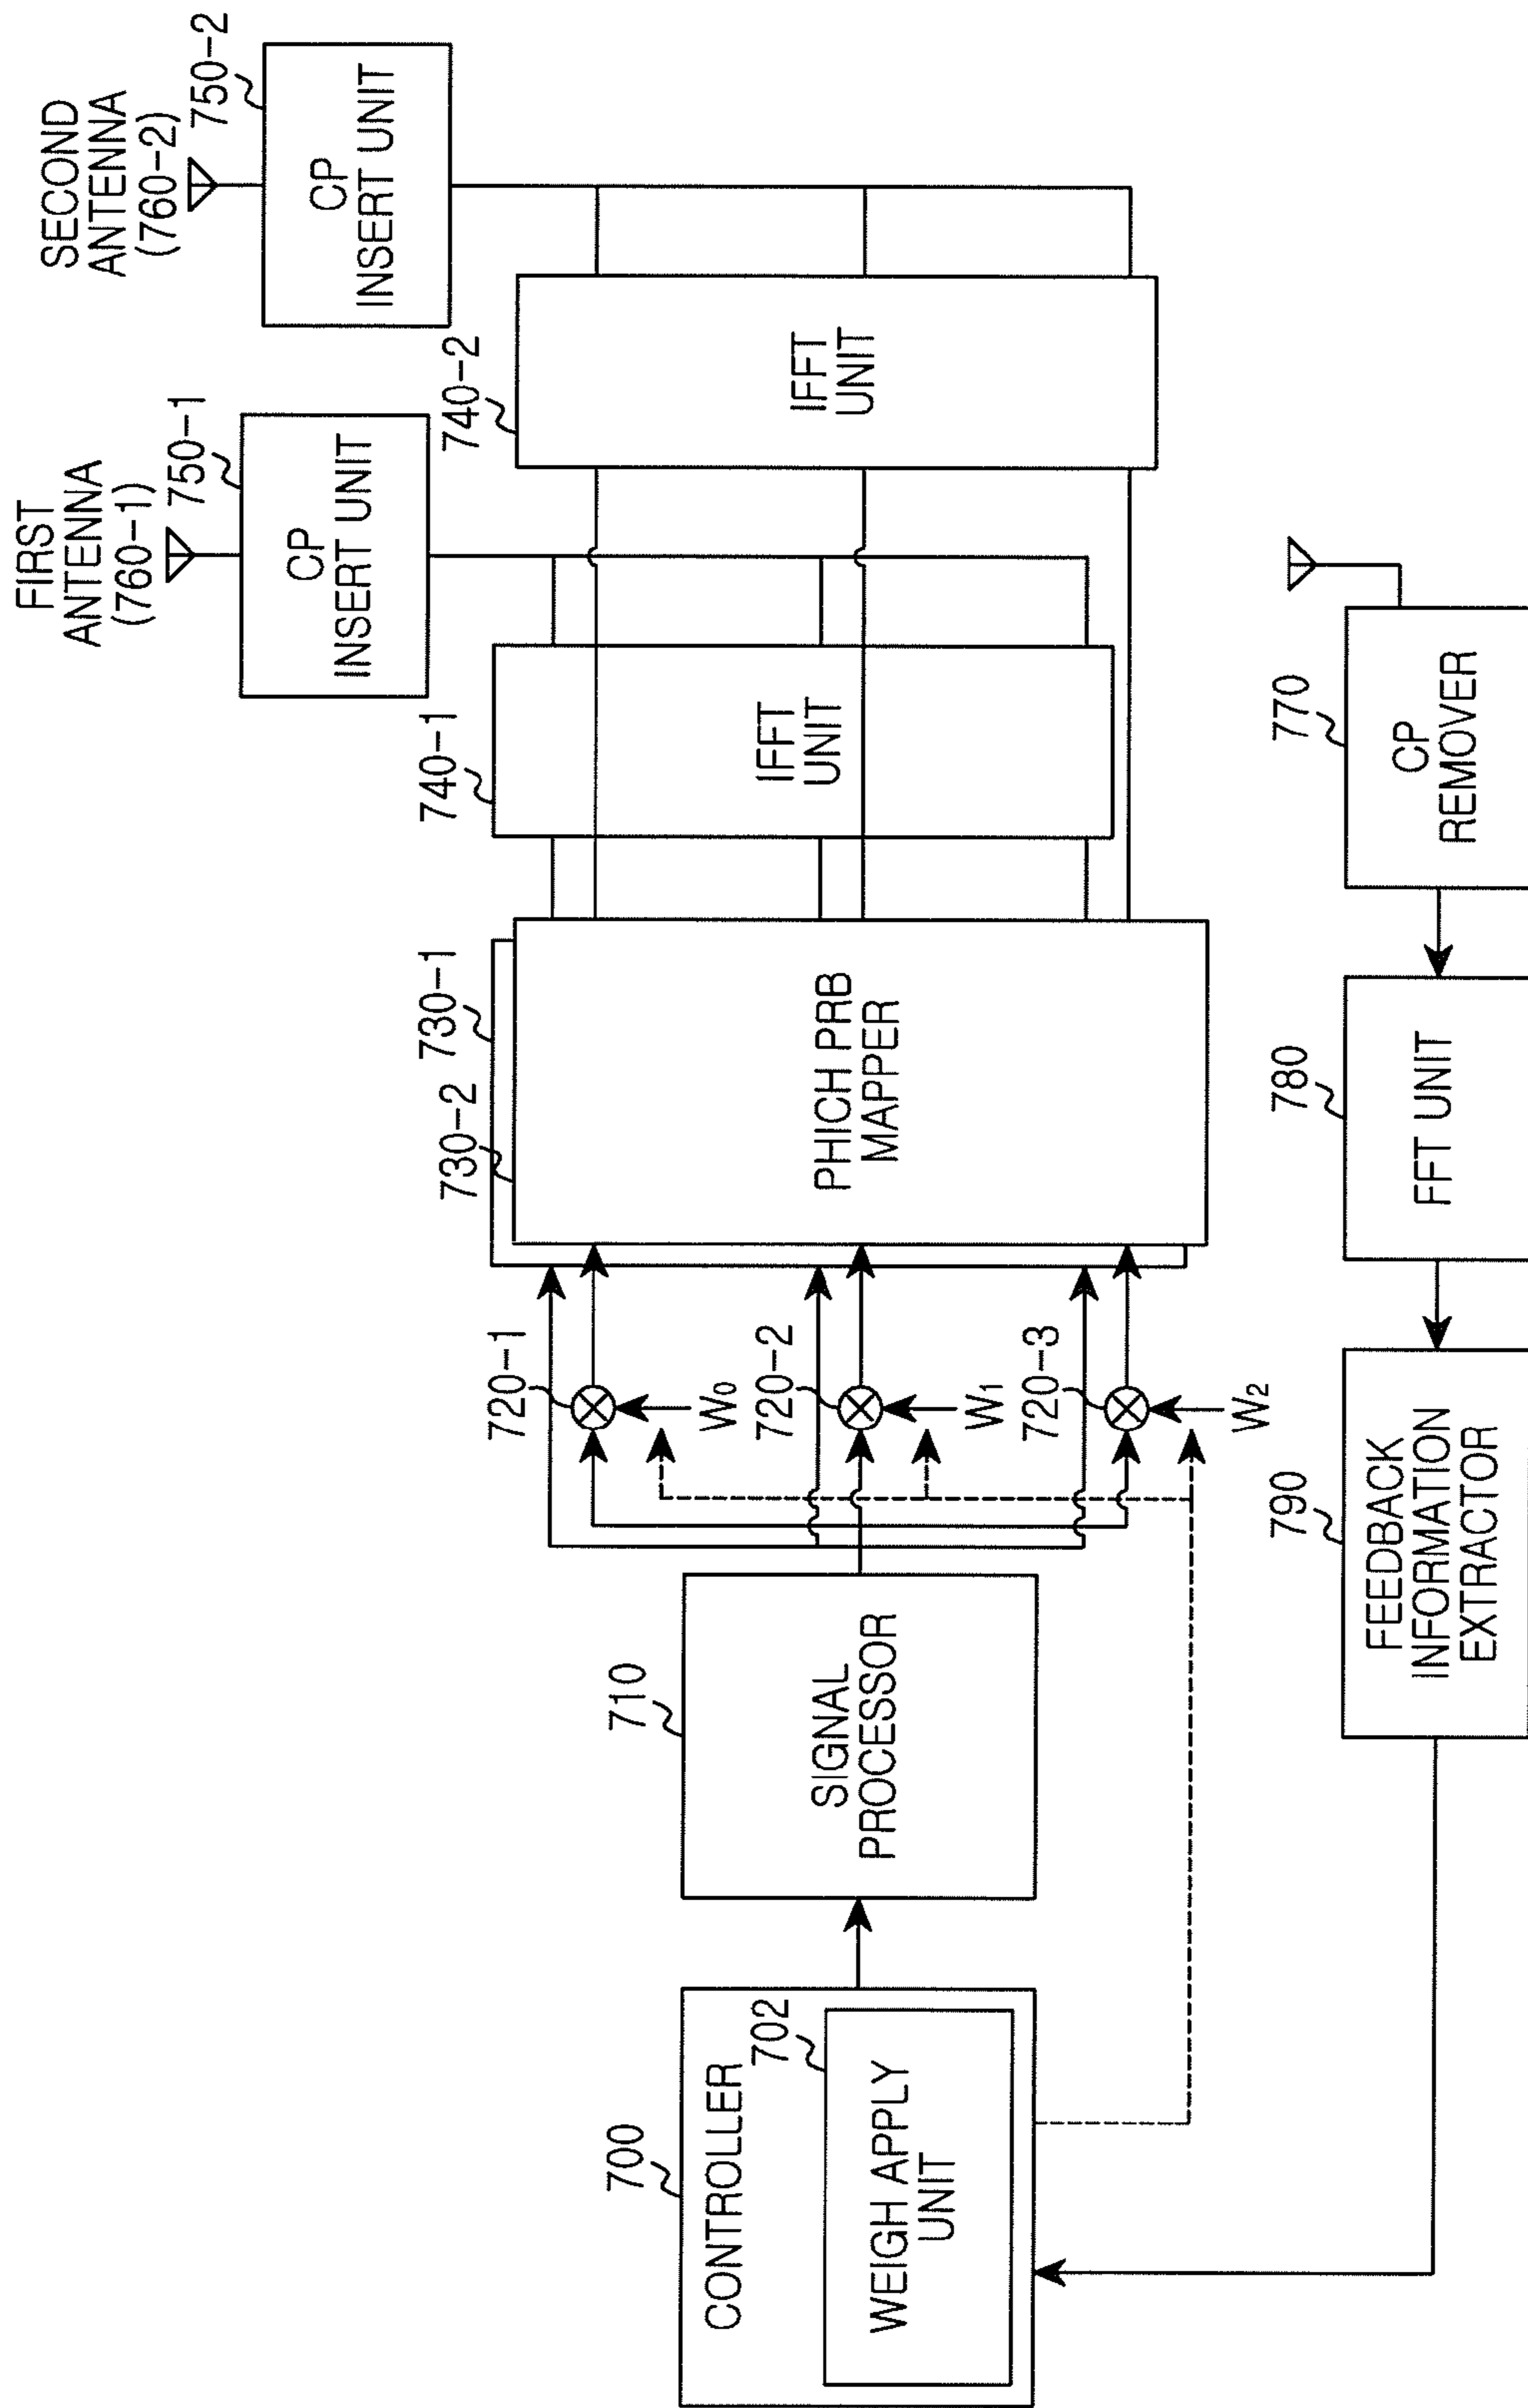 FIRST
ANTENNA
(760-1)
SECOND
ANTENNA
(760-2)
750-1
CP
INSERT UNIT
750-2
CP
INSERT UNIT
740-1
IFFT
UNIT
740-2
IFFT
UNIT
730-1
730-2
PHICH PRB
MAPPER
720-1
W0
720-2
W1
720-3
W2
710
SIGNAL
PROCESSOR
700
CONTROLLER
702
WEIGH APPLY
UNIT
770
CP
REMOVER
780
FFT UNIT
790
FEEDBACK
INFORMATION
EXTRACTOR